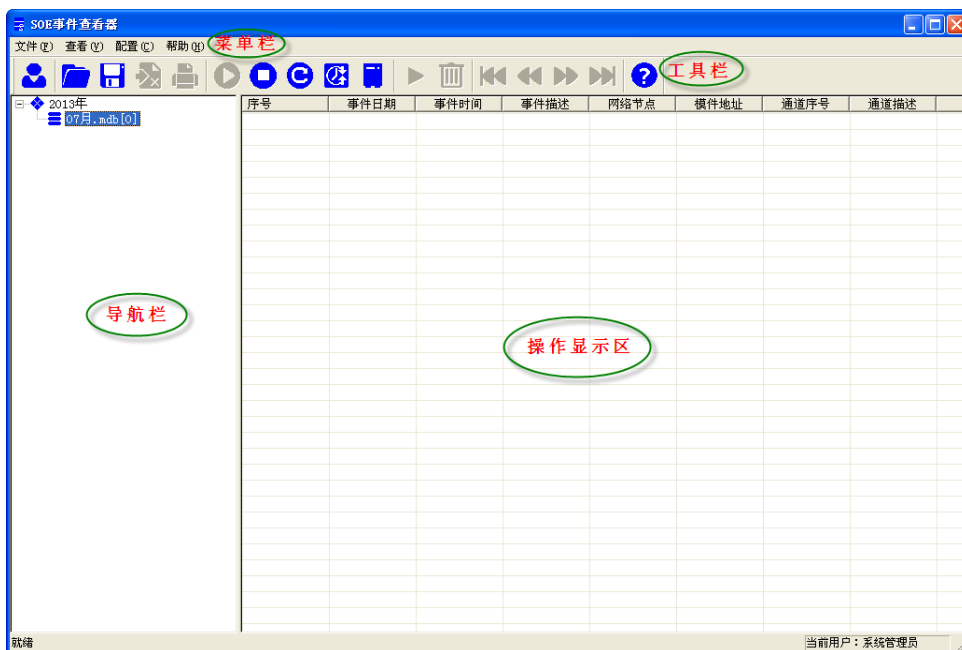 SOE事件查看器
文件(F) 查看(V) 配置(C) 帮助(H) 菜单栏
工具栏
2013年
07月.mdb[0]
序号 事件日期 事件时间 事件描述 网络节点 模件地址 通道序号 通道描述
导航栏
操作显示区
就绪 当前用户：系统管理员